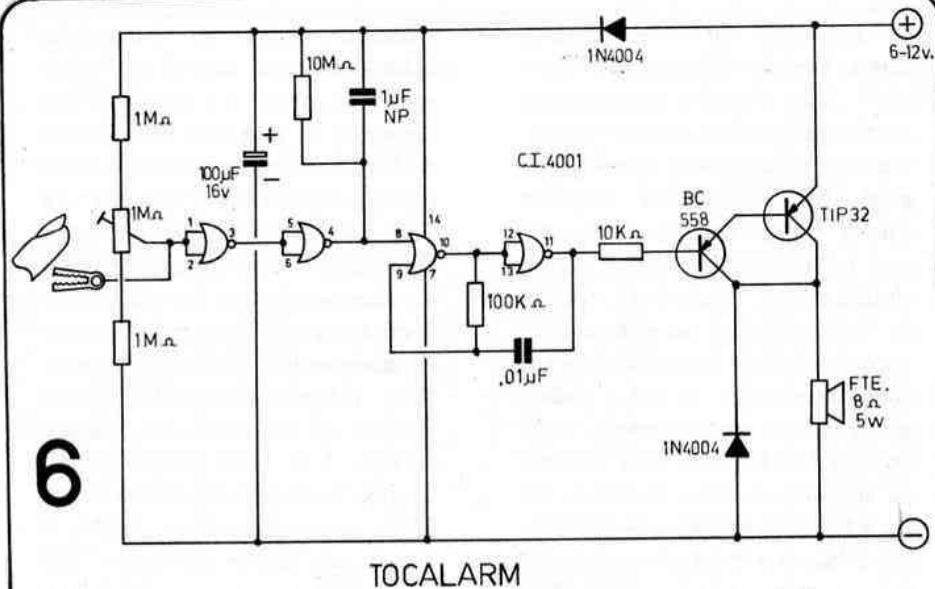 10MΩ
1N4004
+
6-12v.
1MΩ
1µF
NP
+
100µF
16v
-
C.I. 4001
BC
558
TIP32
1MΩ
1
2
3
5
6
4
14
8
9
10
7
12
13
11
10KΩ
100KΩ
.01µF
1MΩ
1N4004
FTE.
8Ω
5W
6
-
TOCALARM